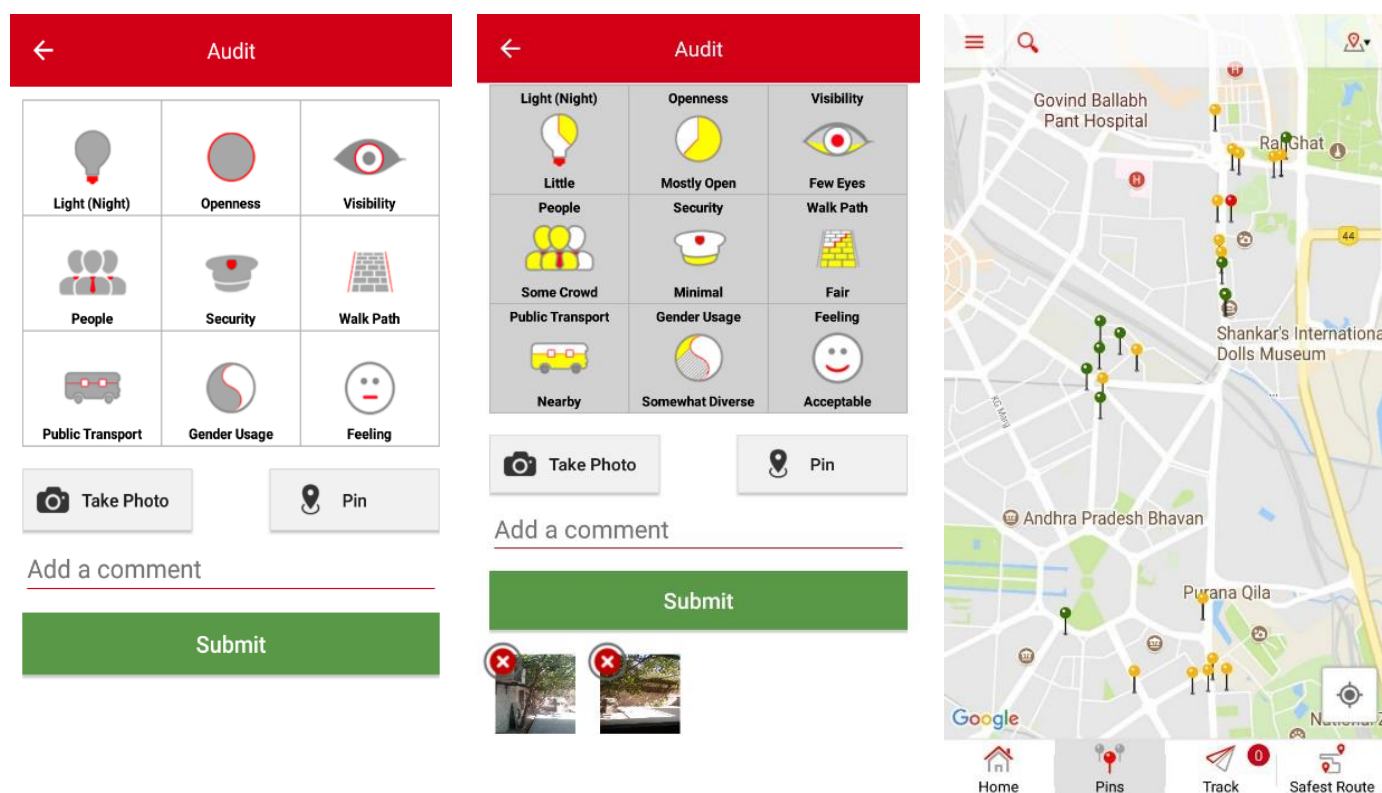 Audit
Light (Night) Openness Visibility
People Security Walk Path
Public Transport Gender Usage Feeling
Take Photo Pin
Add a comment
Submit
Audit
Light (Night) Openness Visibility
Little Mostly Open Few Eyes
People Security Walk Path
Some Crowd Minimal Fair
Public Transport Gender Usage Feeling
Nearby Somewhat Diverse Acceptable
Take Photo Pin
Add a comment
Submit
H
Govind Ballabh
Pant Hospital
H
44
Shankar's Internationa
Dolls Museum
KG Marg
Andhra Pradesh Bhavan
Purana Qila
Google
0
Home Pins Track Safest Route